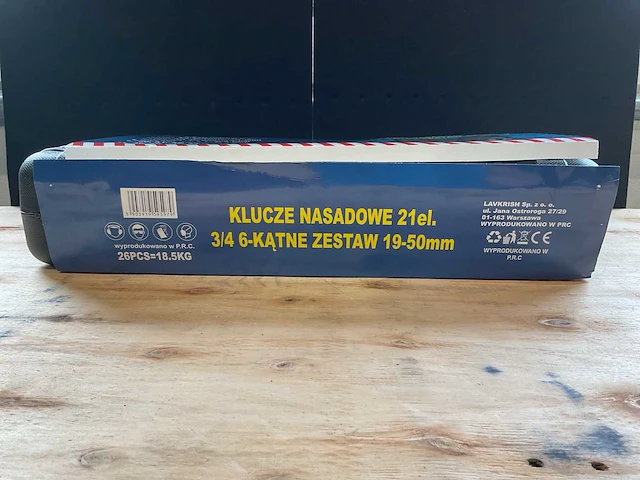 KLUCZE NASADOWE 21el.
3/4 6-KĄTNE ZESTAW 19-50mm
wyprodukowano w P.R.C.
26PCS=18.5KG
LAVKRISH Sp. z o. o.
ul. Jana Ostroroga 27/29
01-163 Warszawa
WYPRODUKOWANO W PRC
CE
WYPRODUKOWANO W
P.R.C